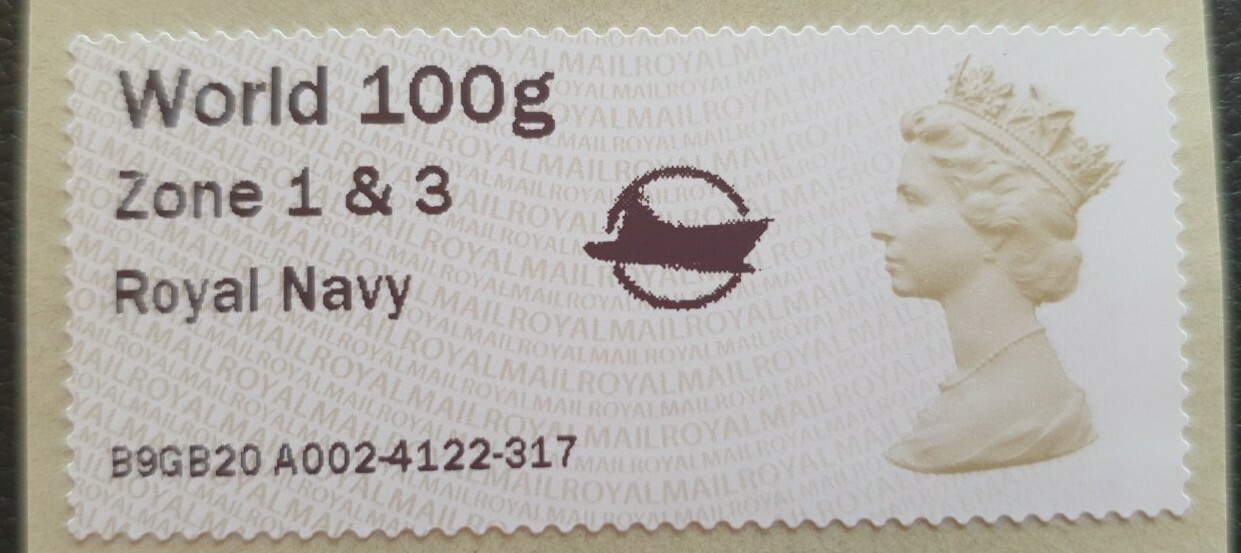 World 100g
Zone 1 & 3
Royal Navy
B9GB20 A002-4122-317